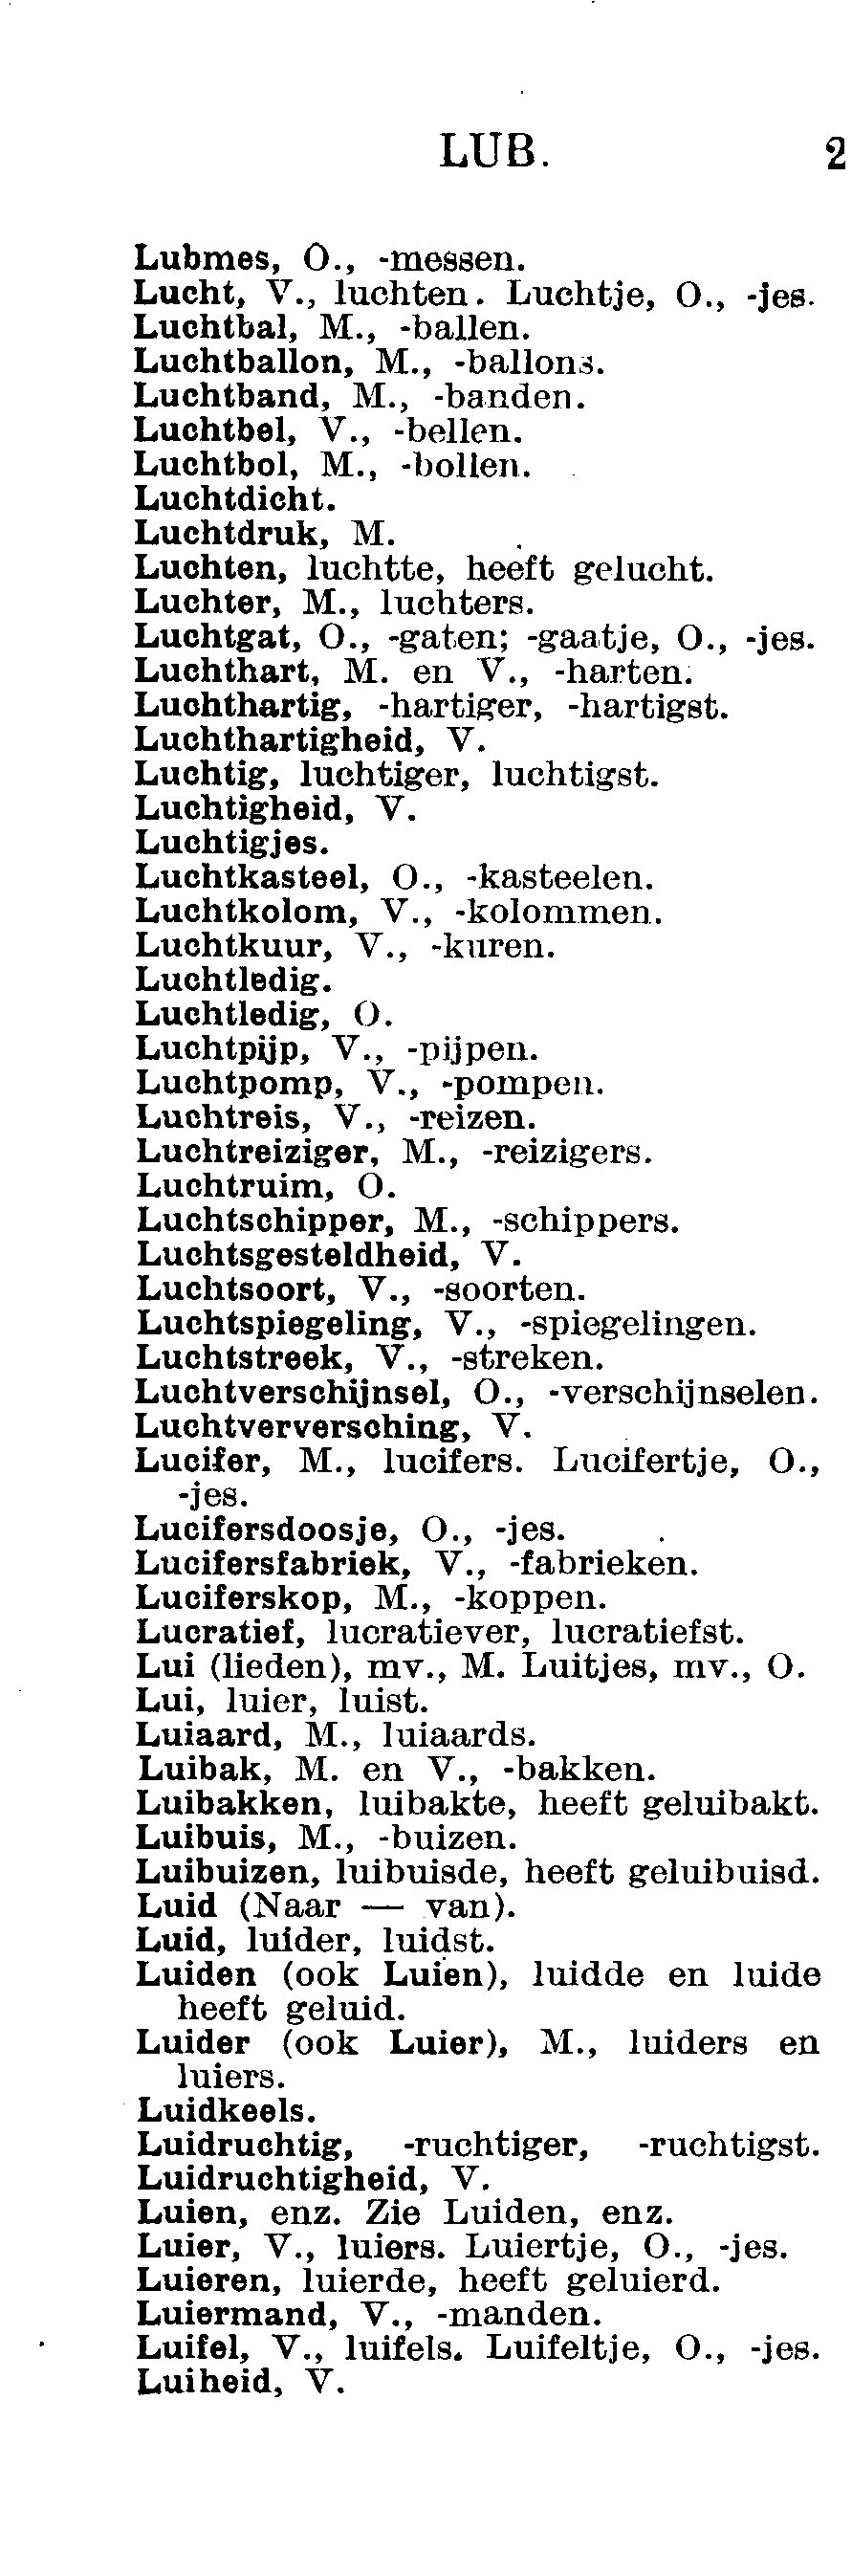 LUB. 2
Lubmes, O., -messen.
Lucht, V., luchten. Luchtje, O., -jes.
Luchtbal, M., -ballen.
Luchtballon, M., -ballons.
Luchtband, M., -banden.
Luchtbel, V., -bellen.
Luchtbol, M., -bollen.
Luchtdicht.
Luchtdruk, M.
Luchten, luchtte, heeft gelucht.
Luchter, M., luchters.
Luchtgat, O., -gaten; -gaatje, O., -jes.
Luchthart, M. en V., -harten.
Luchthartig, -hartiger, -hartigst.
Luchthartigheid, V.
Luchtig, luchtiger, luchtigst.
Luchtigheid, V.
Luchtigjes.
Luchtkasteel, O., -kasteelen.
Luchtkolom, V., -kolommen.
Luchtkuur, V., -kuren.
Luchtledig.
Luchtledig, O.
Luchtpijp, V., -pijpen.
Luchtpomp, V., -pompen.
Luchtreis, V., -reizen.
Luchtreiziger, M., -reizigers.
Luchtruim, O.
Luchtschipper, M., -schippers.
Luchtsgesteldheid, V.
Luchtsoort, V., -soorten.
Luchtspiegeling, V., -spiegelingen.
Luchtstreek, V., -streken.
Luchtverschijnsel, O., -verschijnselen.
Luchtverversching, V.
Lucifer, M., lucifers. Lucifertje, O.,
-jes.
Lucifersdoosje, O., -jes.
Lucifersfabriek, V., -fabrieken.
Luciferskop, M., -koppen.
Lucratief, lucratiever, lucratiefst.
Lui (lieden), mv., M. Luitjes, mv., O.
Lui, luier, luist.
Luiaard, M., luiaards.
Luibak, M. en V., -bakken.
Luibakken, luibakte, heeft geluibakt.
Luibuis, M., -buizen.
Luibuizen, luibuisde, heeft geluibuisd.
Luid (Naar — van).
Luid, luider, luidst.
Luiden (ook Luien), luidde en luide
heeft geluid.
Luider (ook Luier), M., luiders en
luiers.
Luidkeels.
Luidruchtig, -ruchtiger, -ruchtigst.
Luidruchtigheid, V.
Luien, enz. Zie Luiden, enz.
Luier, V., luiers. Luiertje, O., -jes.
Luieren, luierde, heeft geluierd.
Luiermand, V., -manden.
Luifel, V., luifels. Luifeltje, O., -jes.
Luiheid, V.